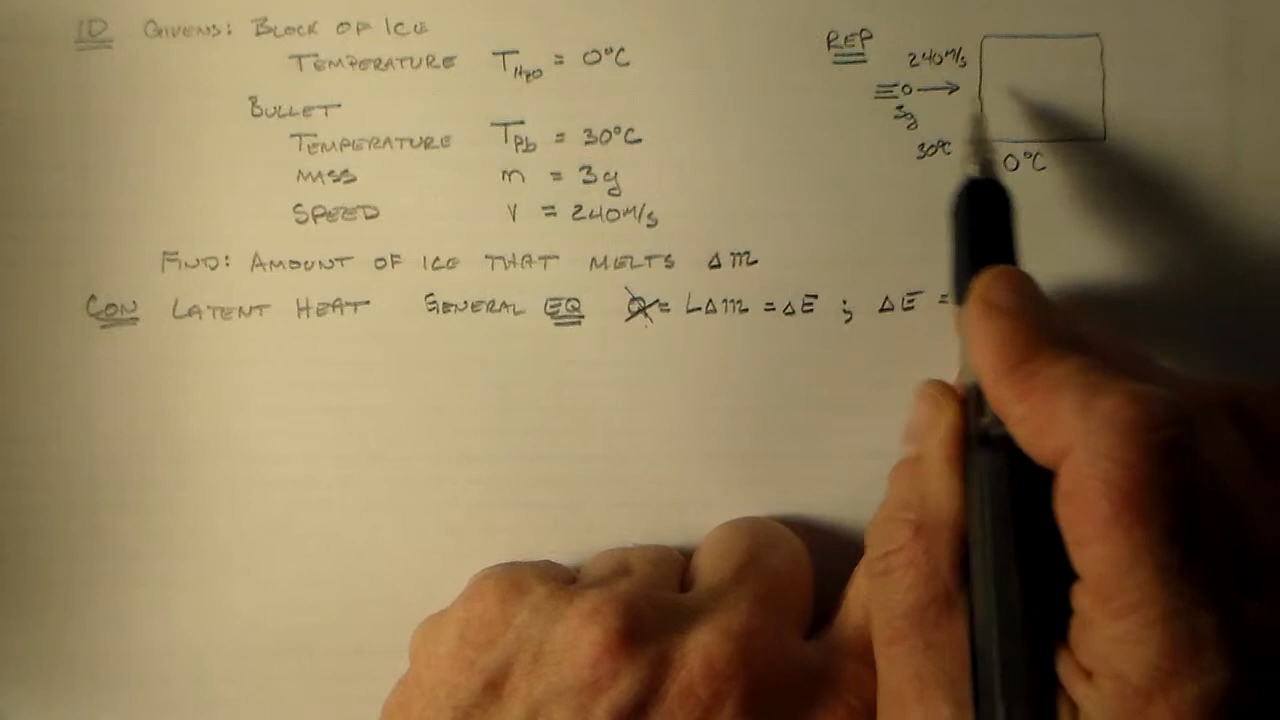 ID GIVENS: BLOCK OF ICE
TEMPERATURE T_H2O = 0°C
BULLET
TEMPERATURE T_Pb = 30°C
MASS m = 3g
SPEED V = 240M/S
FIND: AMOUNT OF ICE THAT MELTS Δm
CON LATENT HEAT GENERAL EQ Q = LΔm = ΔE ; ΔE =
REP
240M/S
3g
30°C
0°C